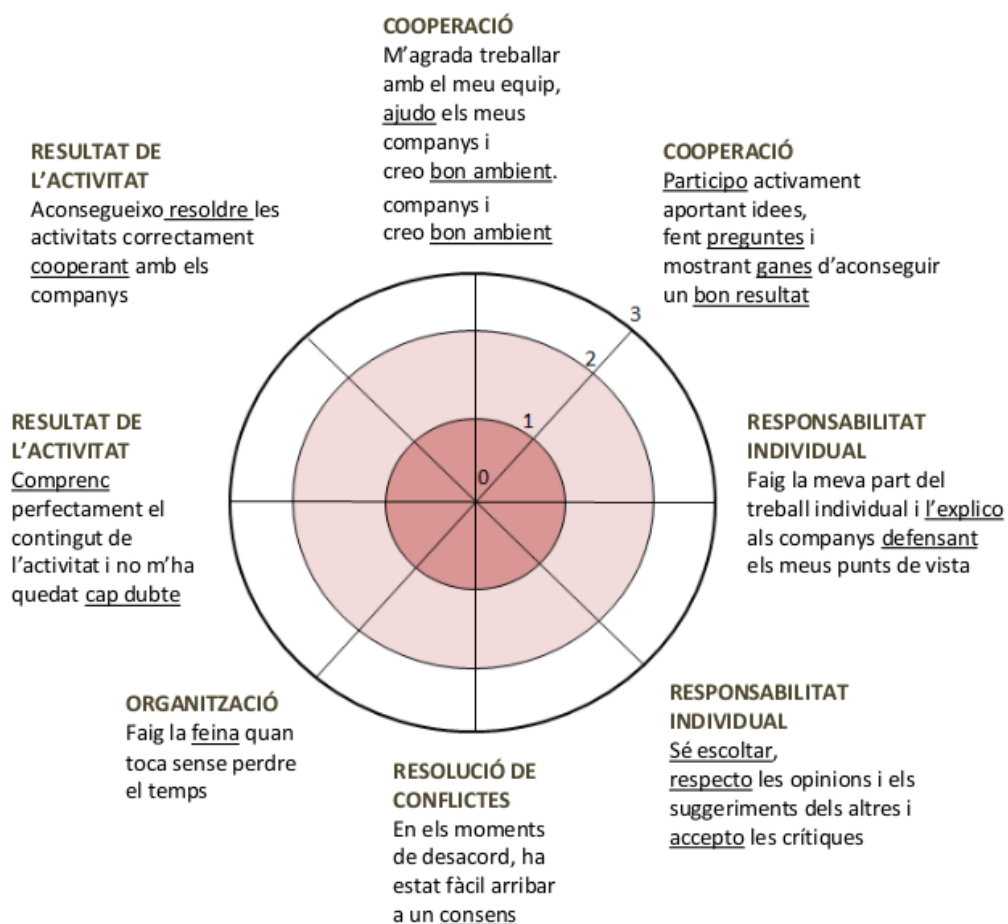 COOPERACIÓ
M'agrada treballar
amb el meu equip,
ajudo els meus
companys i
creo bon ambient.
companys i
creo bon ambient
COOPERACIÓ
Participo activament
aportant idees,
fent preguntes i
mostrant ganes d'aconseguir
un bon resultat
RESPONSABILITAT
INDIVIDUAL
Faig la meva part del
treball individual i l'explico
als companys defensant
els meus punts de vista
RESPONSABILITAT
INDIVIDUAL
Sé escoltar,
respecto les opinions i els
suggeriments dels altres i
accepto les crítiques
RESOLUCIÓ DE
CONFLICTES
En els moments
de desacord, ha
estat fàcil arribar
a un consens
ORGANITZACIÓ
Faig la feina quan
toca sense perdre
el temps
RESULTAT DE
L'ACTIVITAT
Comprenc
perfectament el
contingut de
l'activitat i no m'ha
quedat cap dubte
RESULTAT DE
L'ACTIVITAT
Aconsegueixo resoldre les
activitats correctament
cooperant amb els
companys
3
2
1
0